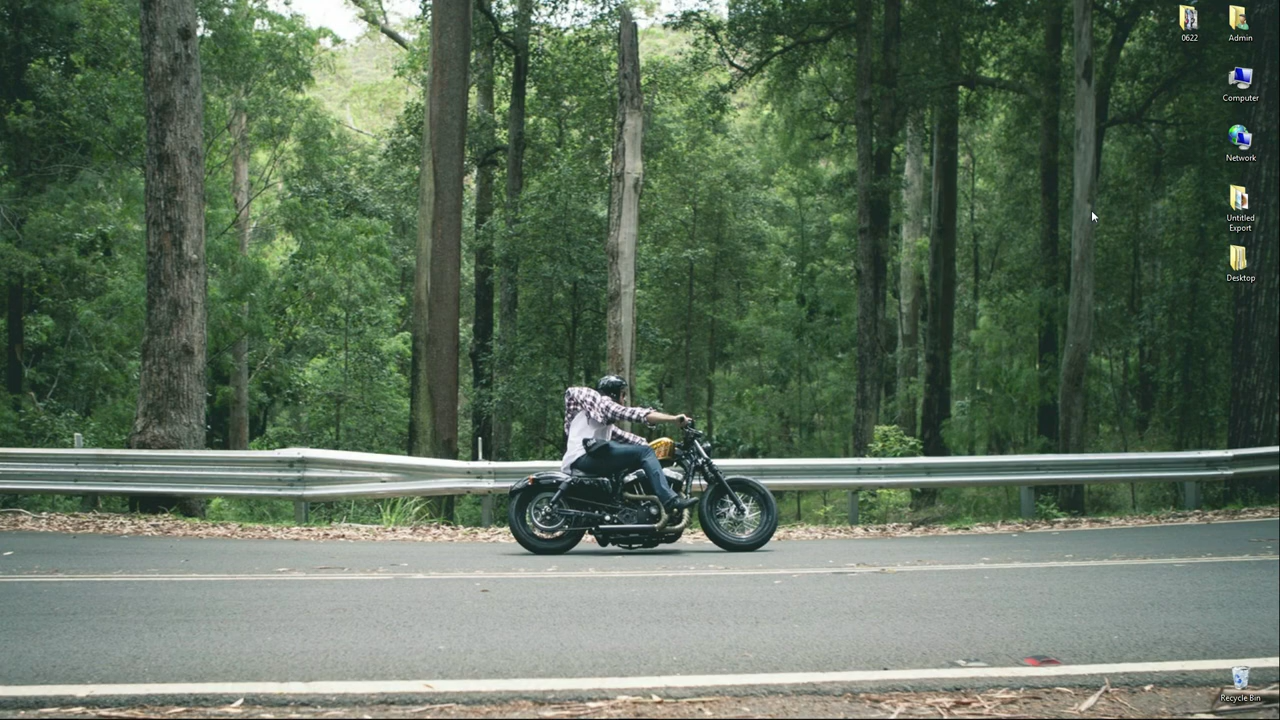 0622
Admin
Computer
Network
Untitled
Export
Desktop
Recycle Bin